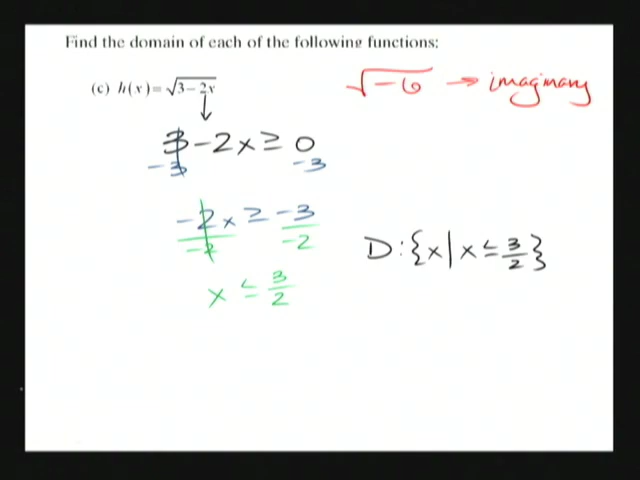 Find the domain of each of the following functions:
(c) h(x) = √3 − 2x
√−6 → imaginary
3 − 2x ≥ 0
−3 −3
−2x ≥ −3
−2 −2
x ≤ 3/2
D: {x | x ≤ 3/2}